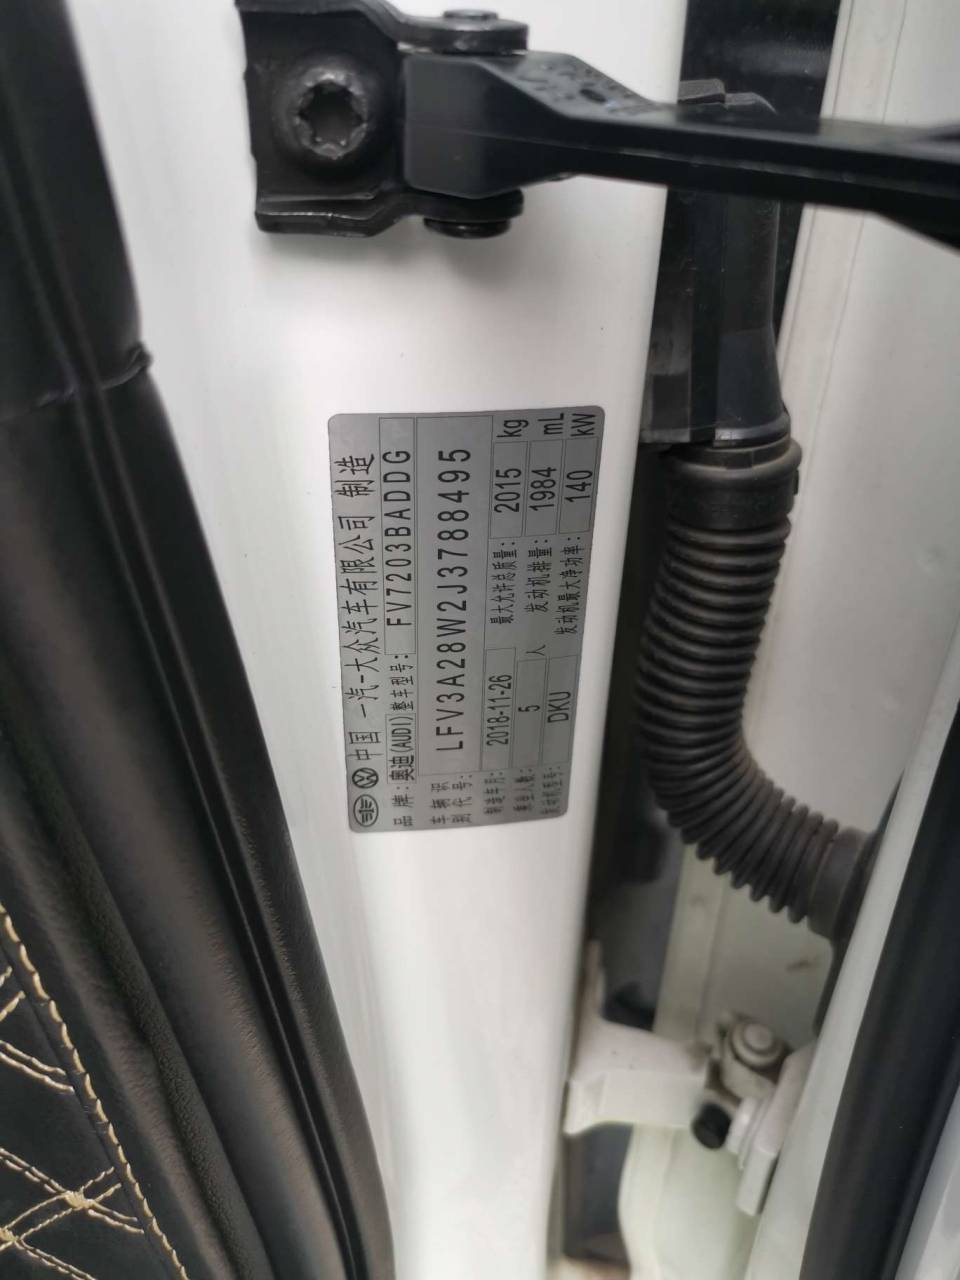 中国 一汽-大众汽车有限公司 制造
品牌：奥迪(AUDI) 整车型号： FV7203BADDG
车辆识别代号： LFV3A28W2J3788495
制造年月： 2018-11-26 最大允许总质量： 2015 kg
乘坐人数： 5 人 发动机排量： 1984 mL
发动机型号： DKU 发动机最大净功率： 140 kW